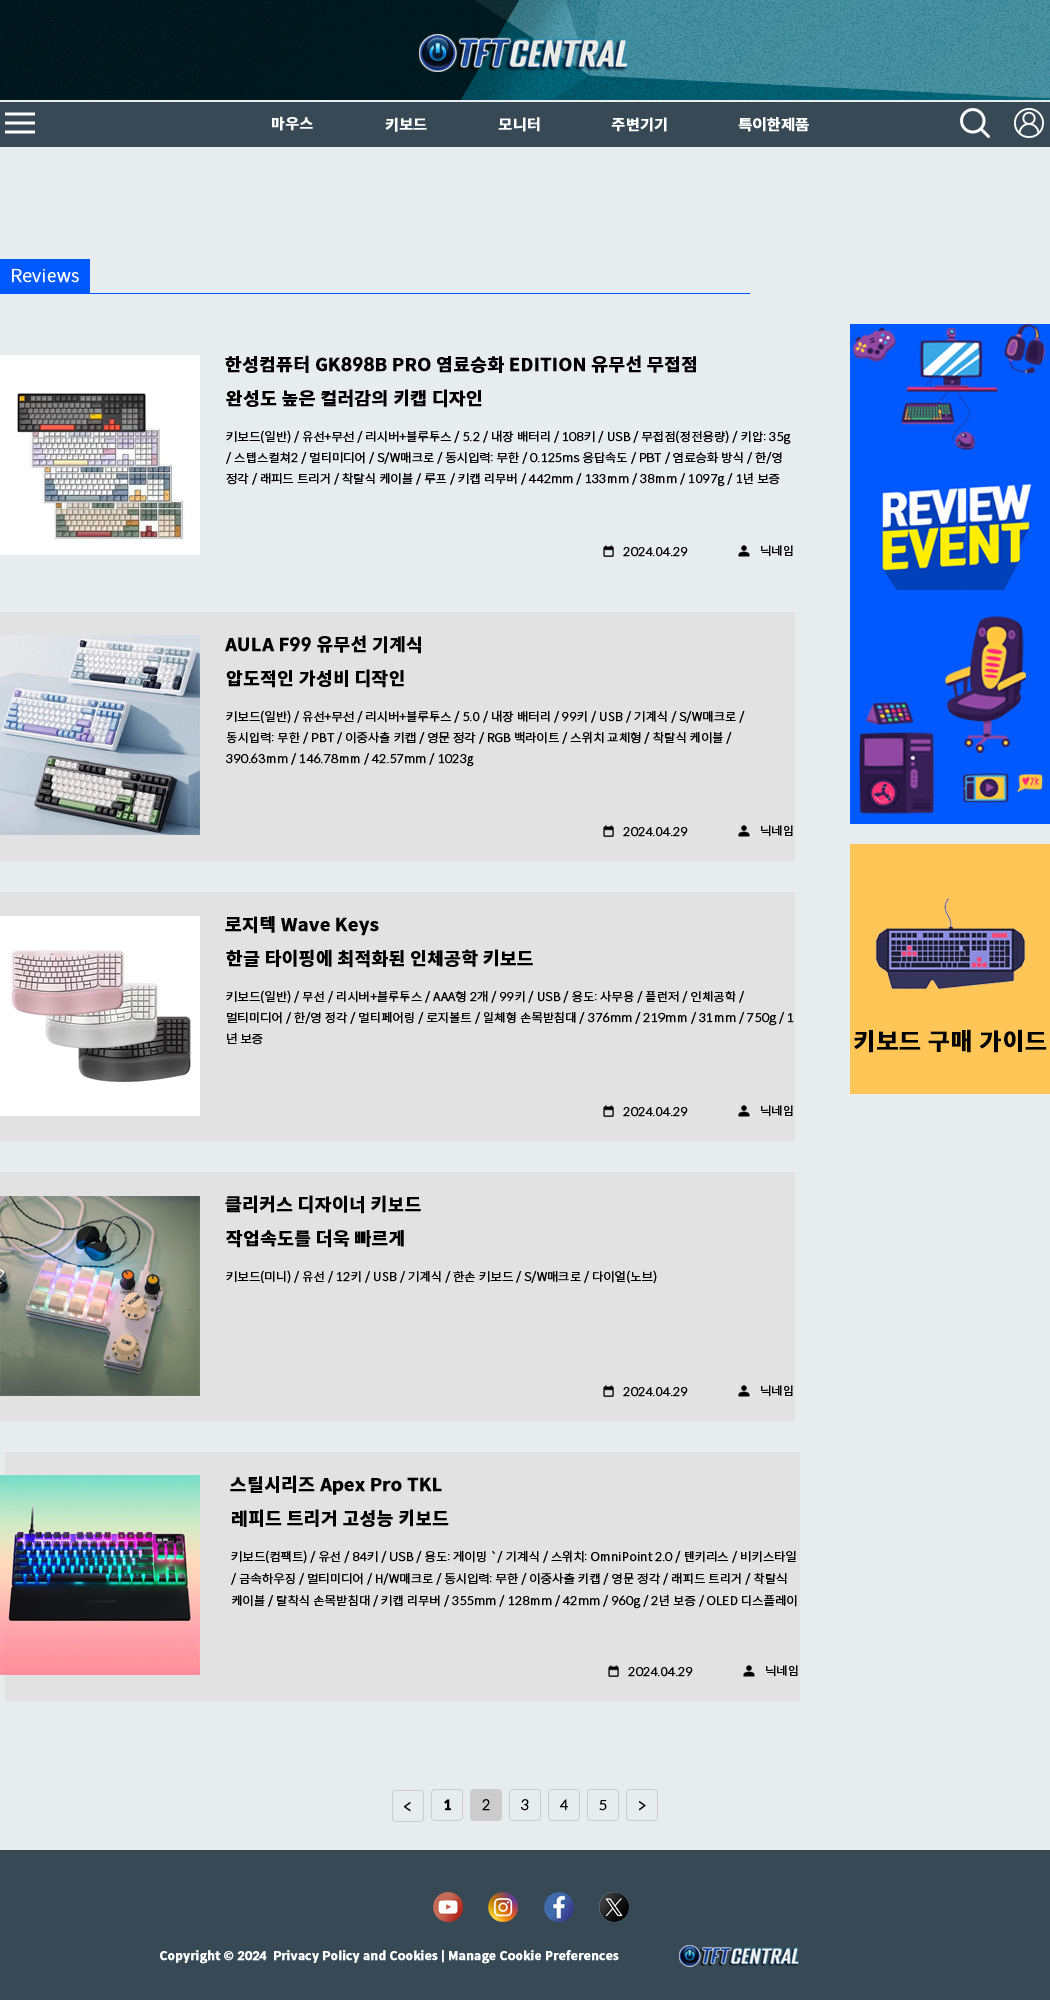 TFTCENTRAL
마우스 키보드 모니터 주변기기 특이한제품
Reviews
한성컴퓨터 GK898B PRO 염료승화 EDITION 유무선 무접점
완성도 높은 컬러감의 키캡 디자인
키보드(일반) / 유선+무선 / 리시버+블루투스 / 5.2 / 내장 배터리 / 108키 / USB / 무접점(정전용량) / 키압: 35g
/ 스텝스컬쳐2 / 멀티미디어 / S/W매크로 / 동시입력: 무한 / 0.125ms 응답속도 / PBT / 염료승화 방식 / 한/영
정각 / 래피드 트리거 / 착탈식 케이블 / 루프 / 키캡 리무버 / 442mm / 133mm / 38mm / 1097g / 1년 보증
2024.04.29 닉네임
AULA F99 유무선 기계식
압도적인 가성비 디작인
키보드(일반) / 유선+무선 / 리시버+블루투스 / 5.0 / 내장 배터리 / 99키 / USB / 기계식 / S/W매크로 /
동시입력: 무한 / PBT / 이중사출 키캡 / 영문 정각 / RGB 백라이트 / 스위치 교체형 / 착탈식 케이블 /
390.63mm / 146.78mm / 42.57mm / 1023g
2024.04.29 닉네임
로지텍 Wave Keys
한글 타이핑에 최적화된 인체공학 키보드
키보드(일반) / 무선 / 리시버+블루투스 / AAA형 2개 / 99키 / USB / 용도: 사무용 / 플런저 / 인체공학 /
멀티미디어 / 한/영 정각 / 멀티페어링 / 로지볼트 / 일체형 손목받침대 / 376mm / 219mm / 31mm / 750g / 1
년 보증
2024.04.29 닉네임
클리커스 디자이너 키보드
작업속도를 더욱 빠르게
키보드(미니) / 유선 / 12키 / USB / 기계식 / 한손 키보드 / S/W매크로 / 다이얼(노브)
2024.04.29 닉네임
스틸시리즈 Apex Pro TKL
레피드 트리거 고성능 키보드
키보드(컴팩트) / 유선 / 84키 / USB / 용도: 게이밍 `/ 기계식 / 스위치: OmniPoint 2.0 / 텐키리스 / 비키스타일
/ 금속하우징 / 멀티미디어 / H/W매크로 / 동시입력: 무한 / 이중사출 키캡 / 영문 정각 / 래피드 트리거 / 착탈식
케이블 / 탈착식 손목받침대 / 키캡 리무버 / 355mm / 128mm / 42mm / 960g / 2년 보증 / OLED 디스플레이
2024.04.29 닉네임
REVIEW
EVENT
키보드 구매 가이드
< 1 2 3 4 5 >
Copyright © 2024 Privacy Policy and Cookies | Manage Cookie Preferences
TFTCENTRAL